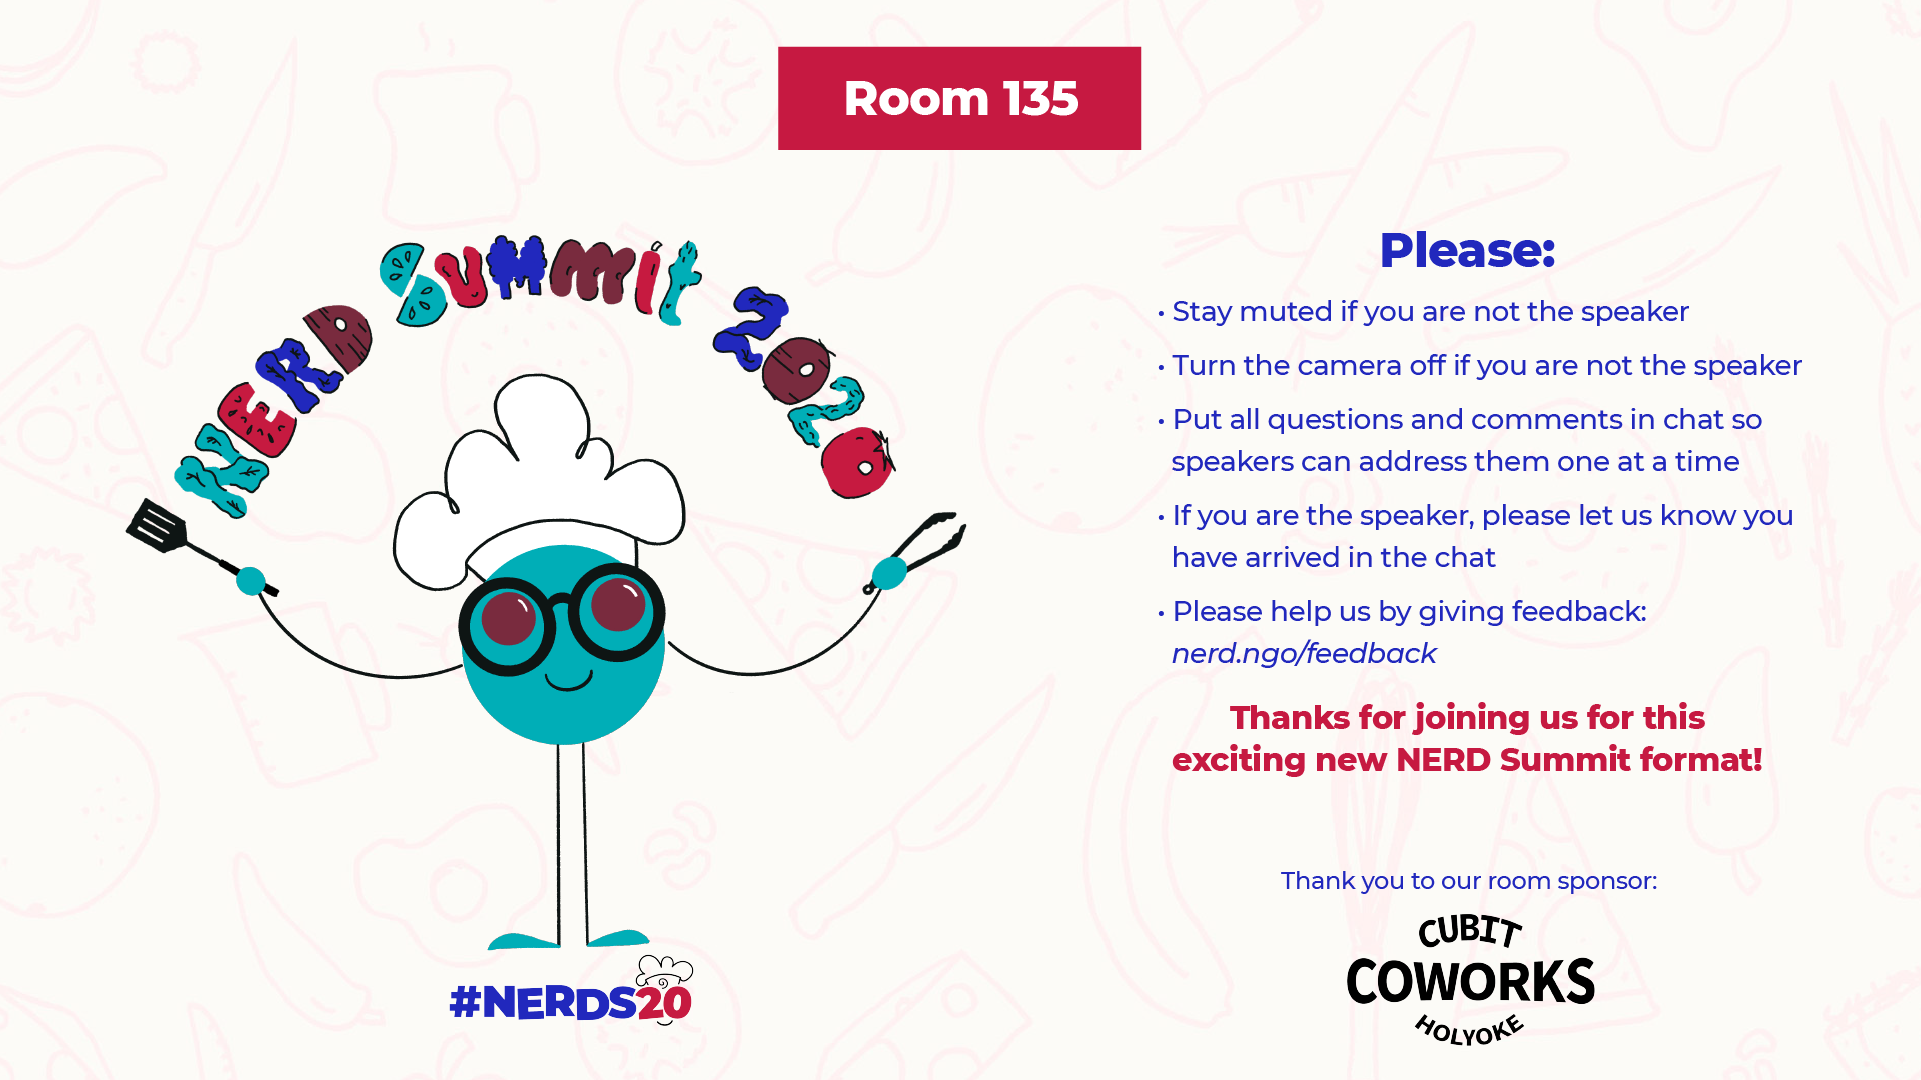 Room 135
NERD Summit 2020
Please:
• Stay muted if you are not the speaker
• Turn the camera off if you are not the speaker
• Put all questions and comments in chat so
speakers can address them one at a time
• If you are the speaker, please let us know you
have arrived in the chat
• Please help us by giving feedback:
nerd.ngo/feedback
Thanks for joining us for this
exciting new NERD Summit format!
Thank you to our room sponsor:
CUBIT
COWORKS
HOLYOKE
#NERDS20